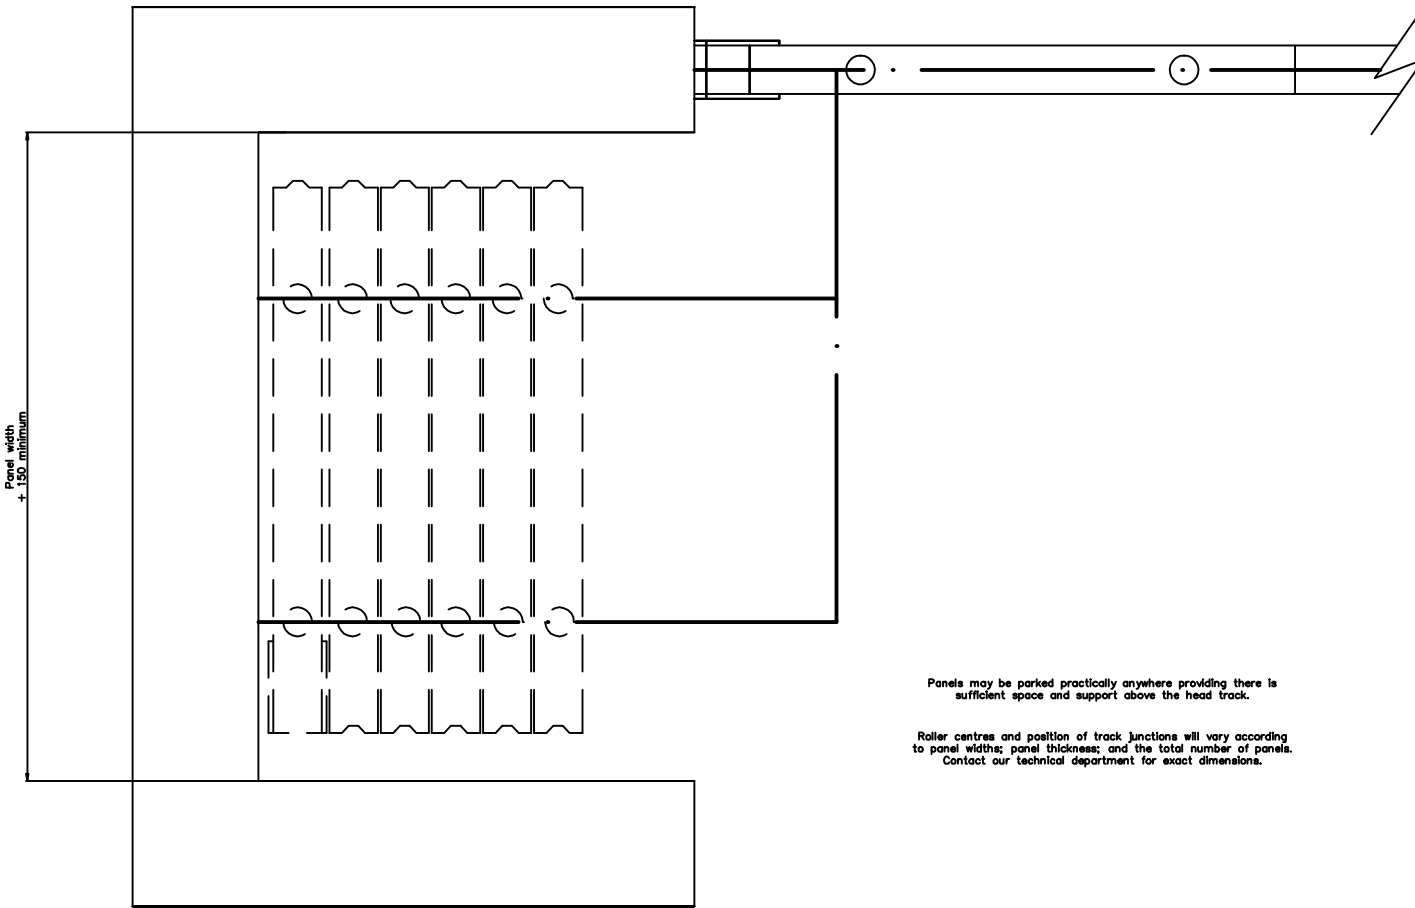 Panel width
+ 150 minimum
Panels may be parked practically anywhere providing there is
sufficient space and support above the head track.
Roller centres and position of track junctions will vary according
to panel widths; panel thickness; and the total number of panels.
Contact our technical department for exact dimensions.